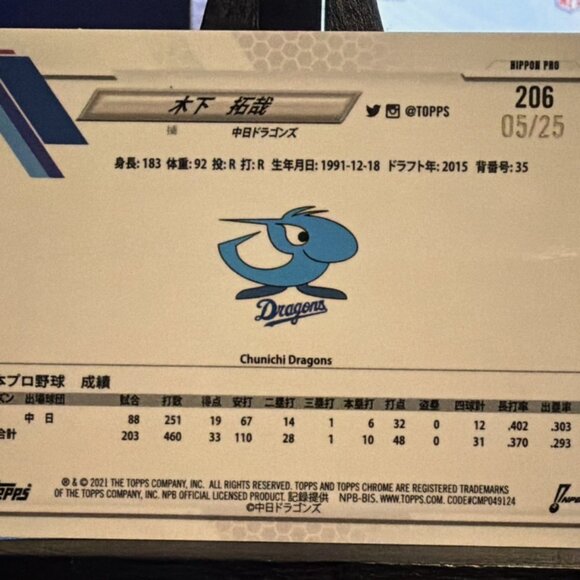 NIPPON PRO
木下 拓哉
206
@TOPPS
05/25
中日ドラゴンズ
身長: 183 体重: 92 投: R 打: R 生年月日: 1991-12-18 ドラフト年: 2015 背番号: 35
Dragons
Chunichi Dragons
本プロ野球 成績
ズン 出場球団 試合 打数 得点 安打 二塁打 三塁打 本塁打 打点 盗塁 四球計 長打率 出塁率
中日 88 251 19 67 14 1 6 32 0 12 .402 .303
合計 203 460 33 110 28 1 10 48 0 31 .370 .293
® & © 2021 THE TOPPS COMPANY, INC. ALL RIGHTS RESERVED. TOPPS AND TOPPS CHROME ARE REGISTERED TRADEMARKS
OF THE TOPPS COMPANY, INC. NPB OFFICIAL LICENSED PRODUCT. 記録提供 NPB-BIS. WWW.TOPPS.COM. CODE#CMP049124
©中日ドラゴンズ
OPPS
NPB